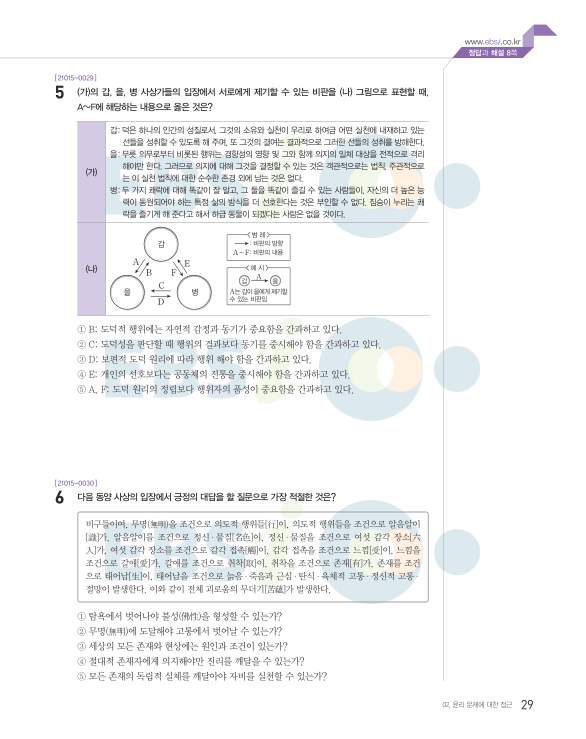 www.ebsi.co.kr
정답과 해설 8쪽
[21015-0029]
5 (가)의 갑, 을, 병 사상가들의 입장에서 서로에게 제기할 수 있는 비판을 (나) 그림으로 표현할 때,
A~F에 해당하는 내용으로 옳은 것은?
(가)
갑: 덕은 하나의 인간의 성질로서, 그것의 소유와 실천이 우리로 하여금 어떤 실천에 내재하고 있는
선들을 성취할 수 있도록 해 주며, 또 그것의 결여는 결과적으로 그러한 선들의 성취를 방해한다.
을: 무릇 의무로부터 비롯된 행위는 경향성의 영향 및 그와 함께 의지의 일체 대상을 전적으로 격리
해야만 한다. 그러므로 의지에 대해 그것을 결정할 수 있는 것은 객관적으로는 법칙, 주관적으로
는 이 실천 법칙에 대한 순수한 존경 외에 남는 것은 없다.
병: 두 가지 쾌락에 대해 똑같이 잘 알고, 그 둘을 똑같이 즐길 수 있는 사람들이, 자신의 더 높은 능
력이 동원되어야 하는 특정 삶의 방식을 더 선호한다는 것은 부인할 수 없다. 짐승이 누리는 쾌
락을 즐기게 해 준다고 해서 하급 동물이 되겠다는 사람은 없을 것이다.
(나)
갑
A
B
E
F
을
C
D
병
<범 례>
: 비판의 방향
A~F: 비판의 내용
<예 시>
갑 A 을
A는 갑이 을에게 제기할
수 있는 비판임
① B: 도덕적 행위에는 자연적 감정과 동기가 중요함을 간과하고 있다.
② C: 도덕성을 판단할 때 행위의 결과보다 동기를 중시해야 함을 간과하고 있다.
③ D: 보편적 도덕 원리에 따라 행위 해야 함을 간과하고 있다.
④ E: 개인의 선호보다는 공동체의 전통을 중시해야 함을 간과하고 있다.
⑤ A, F: 도덕 원리의 정립보다 행위자의 품성이 중요함을 간과하고 있다.
[21015-0030]
6 다음 동양 사상의 입장에서 긍정의 대답을 할 질문으로 가장 적절한 것은?
비구들이여, 무명(無明)을 조건으로 의도적 행위들[行]이, 의도적 행위들을 조건으로 알음알이
[識]가, 알음알이를 조건으로 정신·물질[名色]이, 정신·물질을 조건으로 여섯 감각 장소[六
入]가, 여섯 감각 장소를 조건으로 감각 접촉[觸]이, 감각 접촉을 조건으로 느낌[受]이, 느낌을
조건으로 갈애[愛]가, 갈애를 조건으로 취착[取]이, 취착을 조건으로 존재[有]가, 존재를 조건
으로 태어남[生]이, 태어남을 조건으로 늙음·죽음과 근심·탄식·육체적 고통·정신적 고통·
절망이 발생한다. 이와 같이 전체 괴로움의 무더기[苦蘊]가 발생한다.
① 탐욕에서 벗어나야 불성(佛性)을 형성할 수 있는가?
② 무명(無明)에 도달해야 고통에서 벗어날 수 있는가?
③ 세상의 모든 존재와 현상에는 원인과 조건이 있는가?
④ 절대적 존재자에게 의지해야만 진리를 깨달을 수 있는가?
⑤ 모든 존재의 독립적 실체를 깨달아야 자비를 실천할 수 있는가?
02. 윤리 문제에 대한 접근 29